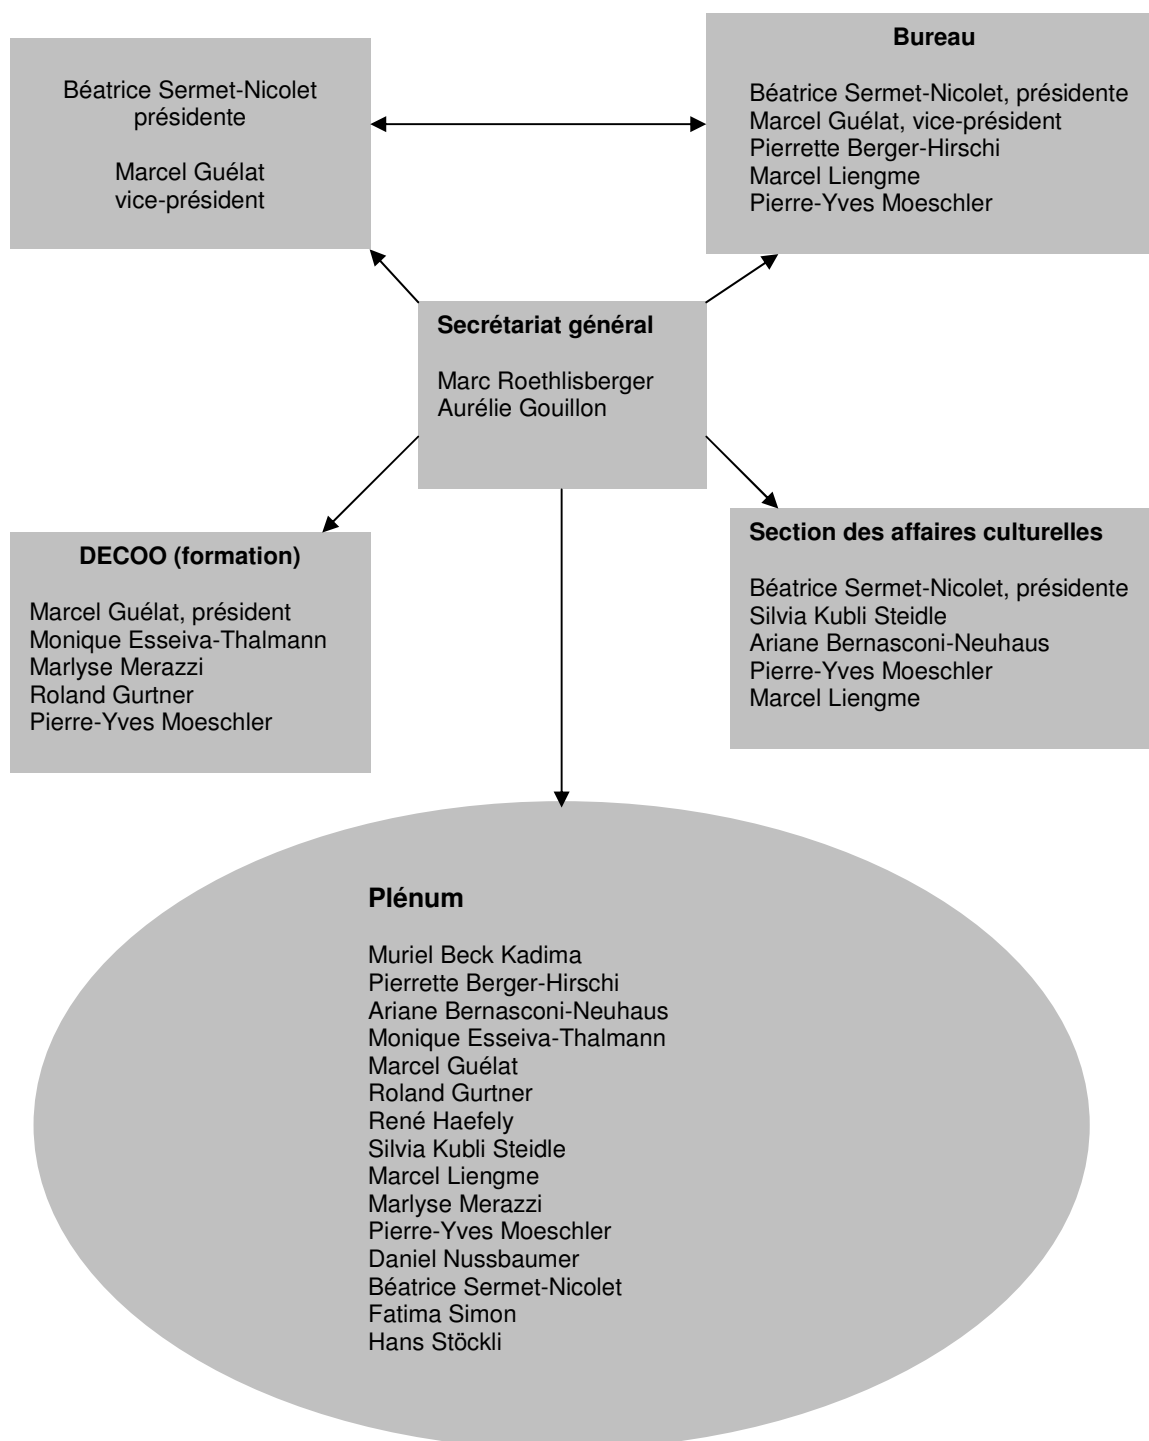 Béatrice Sermet-Nicolet
présidente
Marcel Guélat
vice-président
Bureau
Béatrice Sermet-Nicolet, présidente
Marcel Guélat, vice-président
Pierrette Berger-Hirschi
Marcel Liengme
Pierre-Yves Moeschler
Secrétariat général
Marc Roethlisberger
Aurélie Gouillon
DECOO (formation)
Marcel Guélat, président
Monique Esseiva-Thalmann
Marlyse Merazzi
Roland Gurtner
Pierre-Yves Moeschler
Section des affaires culturelles
Béatrice Sermet-Nicolet, présidente
Silvia Kubli Steidle
Ariane Bernasconi-Neuhaus
Pierre-Yves Moeschler
Marcel Liengme
Plénum
Muriel Beck Kadima
Pierrette Berger-Hirschi
Ariane Bernasconi-Neuhaus
Monique Esseiva-Thalmann
Marcel Guélat
Roland Gurtner
René Haefely
Silvia Kubli Steidle
Marcel Liengme
Marlyse Merazzi
Pierre-Yves Moeschler
Daniel Nussbaumer
Béatrice Sermet-Nicolet
Fatima Simon
Hans Stöckli